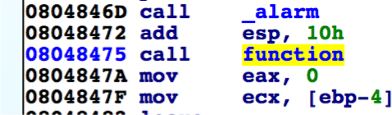 0804846D call _alarm
08048472 add esp, 10h
08048475 call function
0804847A mov eax, 0
0804847F mov ecx, [ebp-4]